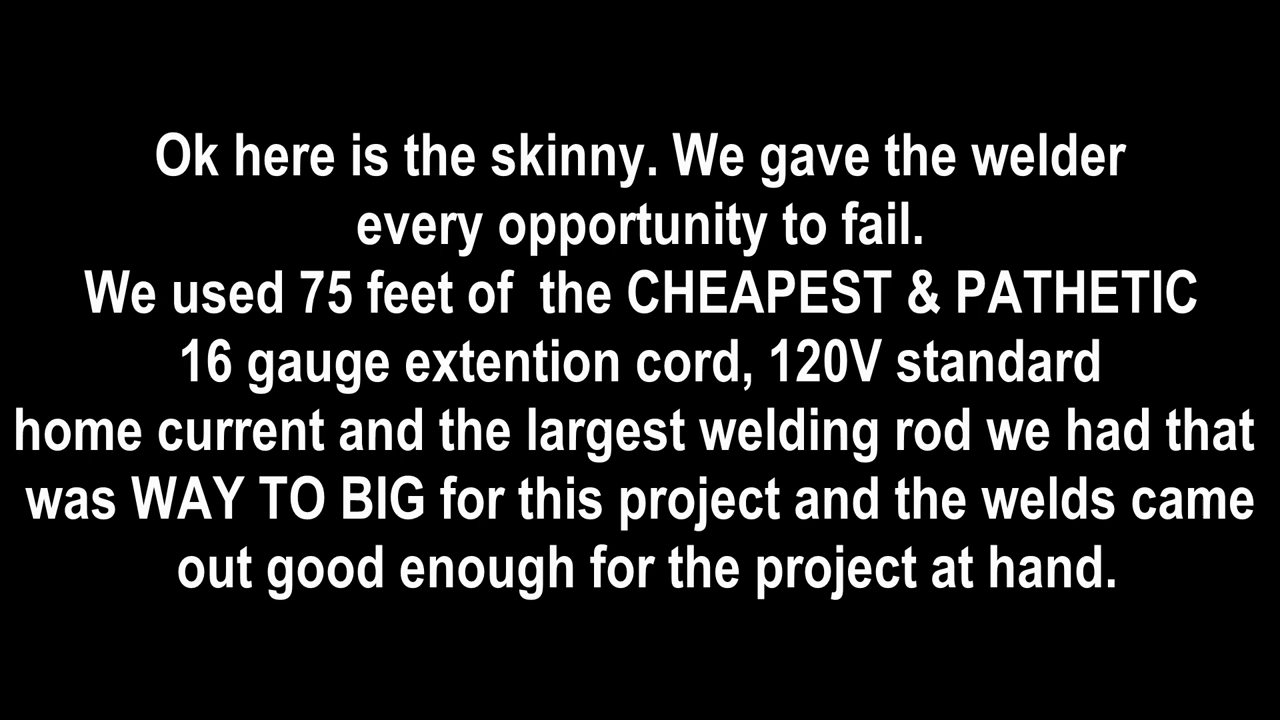 Ok here is the skinny. We gave the welder
every opportunity to fail.
We used 75 feet of  the CHEAPEST & PATHETIC
16 gauge extention cord, 120V standard
home current and the largest welding rod we had that
was WAY TO BIG for this project and the welds came
out good enough for the project at hand.